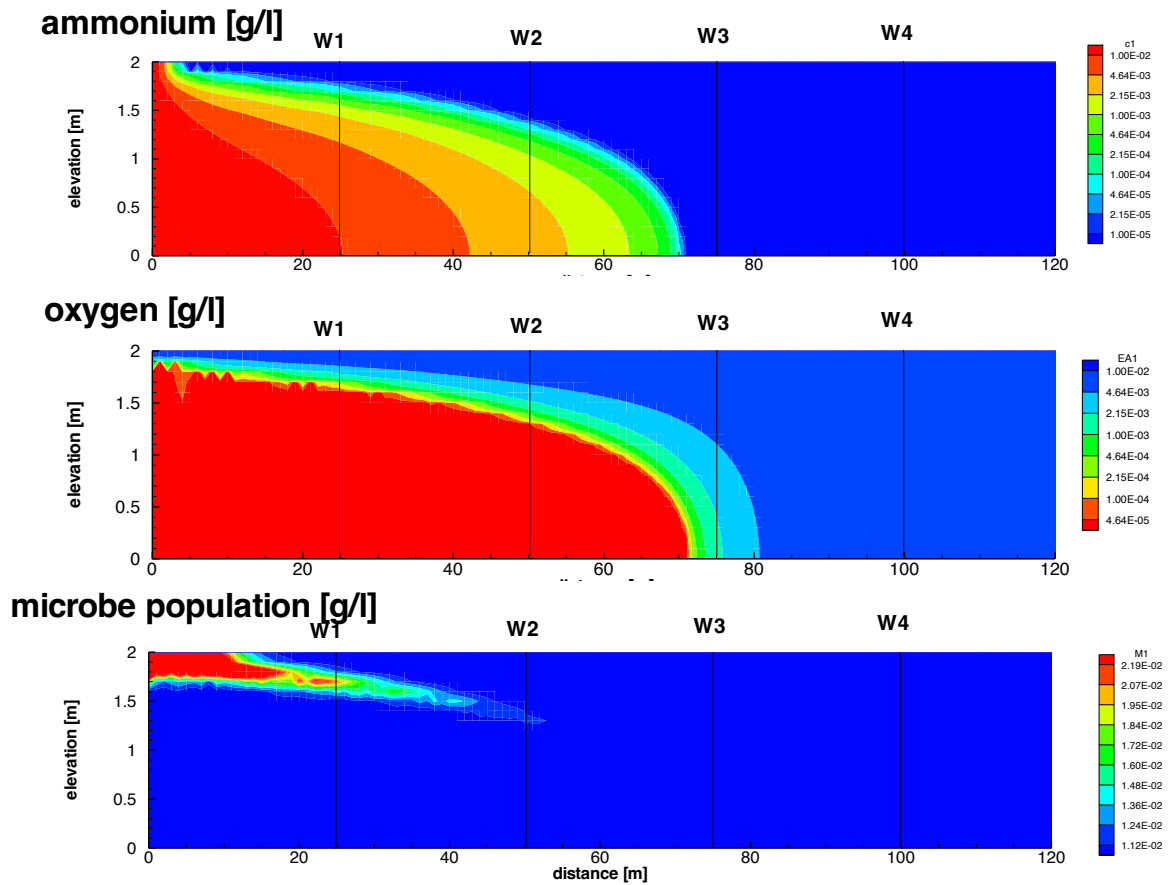 ammonium [g/l]
W1 W2 W3 W4
c1
1.00E-02
4.64E-03
2.15E-03
1.00E-03
4.64E-04
2.15E-04
1.00E-04
4.64E-05
2.15E-05
1.00E-05
elevation [m]
2
1.5
1
0.5
0
0 20 40 60 80 100 120
oxygen [g/l]
W1 W2 W3 W4
EA1
1.00E-02
4.64E-03
2.15E-03
1.00E-03
4.64E-04
2.15E-04
1.00E-04
4.64E-05
elevation [m]
2
1.5
1
0.5
0
0 20 40 60 80 100 120
microbe population [g/l]
W1 W2 W3 W4
M1
2.19E-02
2.07E-02
1.95E-02
1.84E-02
1.72E-02
1.60E-02
1.48E-02
1.36E-02
1.24E-02
1.12E-02
elevation [m]
2
1.5
1
0.5
0
0 20 40 60 80 100 120
distance [m]